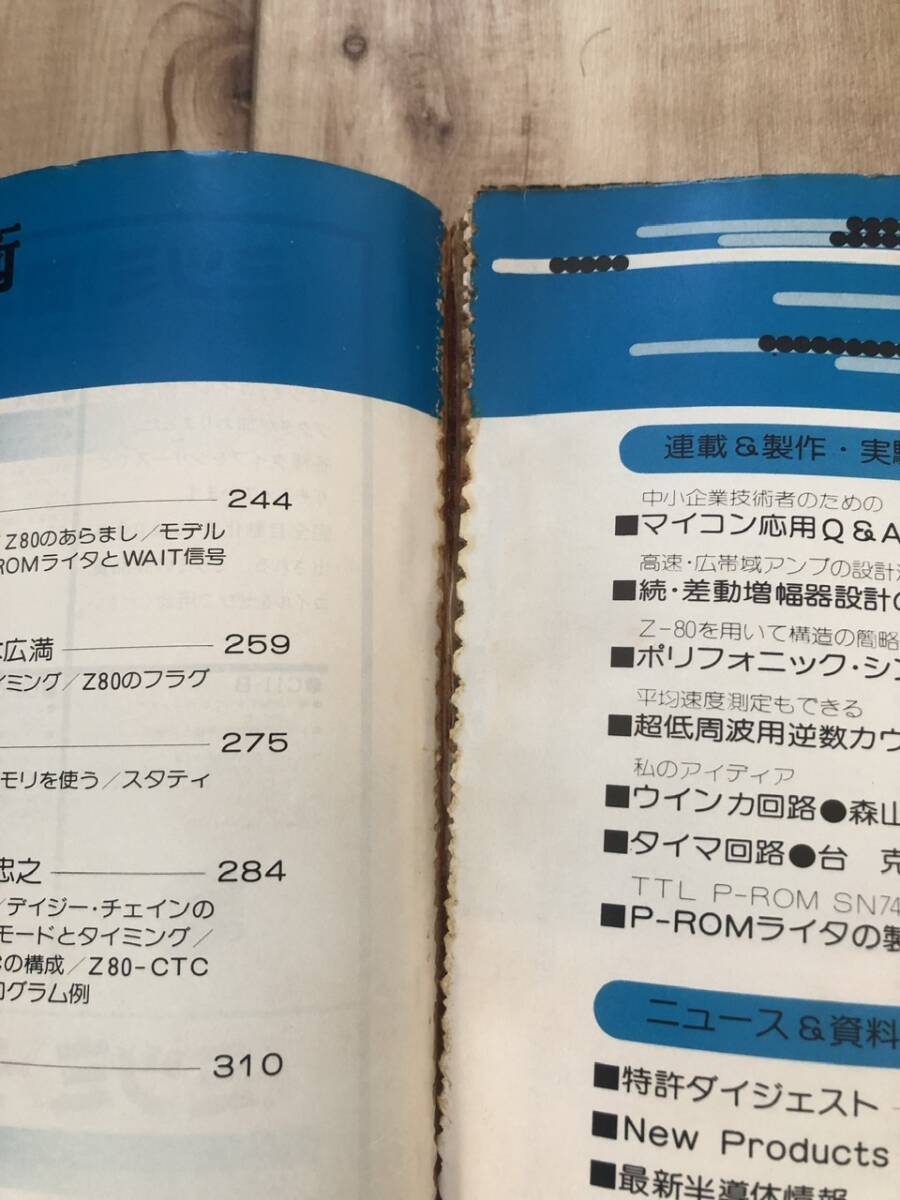 術
244
Z80のあらまし/モデル
ROMライタとWAIT信号
広満 259
イミング/Z80のフラグ
275
モリを使う/スタティ
忠之 284
/デイジー・チェインの
モードとタイミング/
の構成/Z80-CTC
ログラム例
310
連載&製作・実験
中小企業技術者のための
■マイコン応用Q&A
高速・広帯域アンプの設計
■続・差動増幅器設計の
Z-80を用いて構造の簡略
■ポリフォニック・シン
平均速度測定もできる
■超低周波用逆数カウ
私のアイディア
■ウインカ回路●森山
■タイマ回路●台 克
TTL P-ROM SN74
■P-ROMライタの製
ニュース&資料
■特許ダイジェスト
■New Products
■最新半導体情報